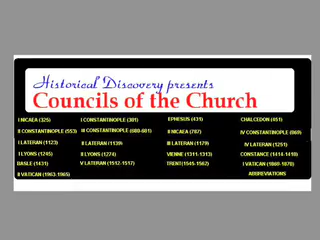 Historical Discovery presents
Councils of the Church
I NICAEA (325) I CONSTANTINOPLE (381) EPHESUS (431) CHALCEDON (451)
II CONSTANTINOPLE (553) III CONSTANTINOPLE (680-681) II NICAEA (787) IV CONSTANTINOPLE (869)
I LATERAN (1123) II LATERAN (1139) III LATERAN (1179) IV LATERAN (1251)
I LYONS (1245) II LYONS (1274) VIENNE (1311-1313) CONSTANCE (1414-1418)
BASLE (1431) V LATERAN (1512-1517) TRENT(1545-1562) I VATICAN (1869-1870)
II VATICAN (1963-1965) ABBREVIATIONS